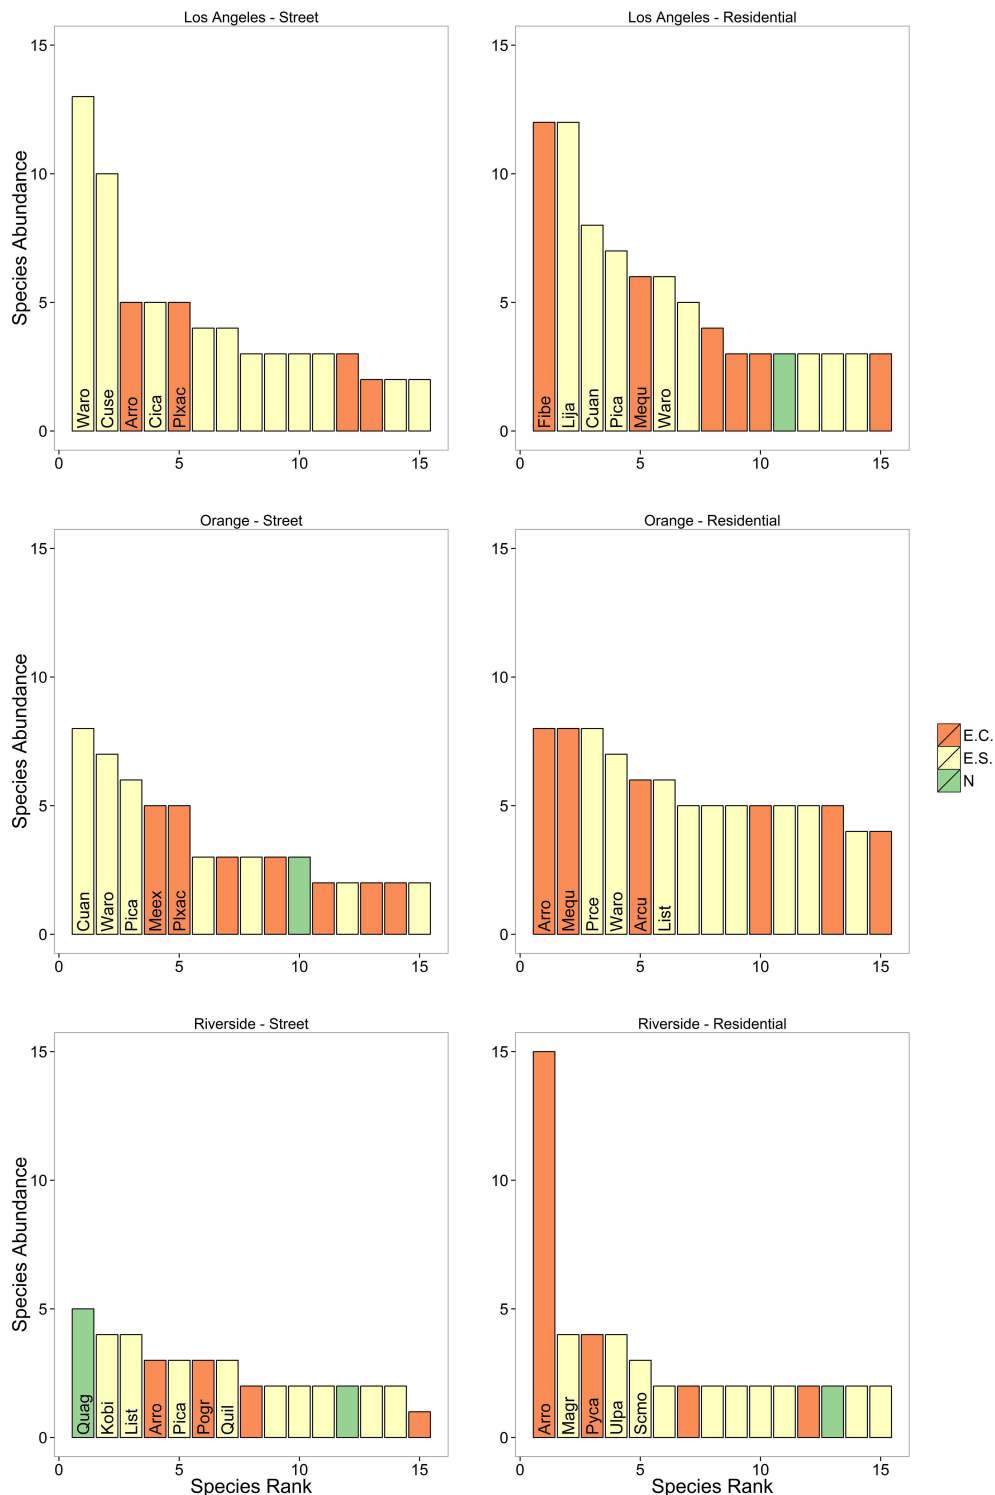 Los Angeles - Street
Los Angeles - Residential
Species Abundance
15
10
5
0
Waro
Cuse
Arro
Cica
Plxac
0 5 10 15
15
10
5
0
Fibe
Lija
Cuan
Pica
Mequ
Waro
0 5 10 15
Orange - Street
Orange - Residential
Species Abundance
15
10
5
0
Cuan
Waro
Pica
Meex
Plxac
0 5 10 15
15
10
5
0
Arro
Mequ
Prce
Waro
Arcu
List
0 5 10 15
E.C.
E.S.
N
Riverside - Street
Riverside - Residential
Species Abundance
15
10
5
0
Quag
Kobi
List
Arro
Pica
Pogr
Quil
0 5 10 15
Species Rank
15
10
5
0
Arro
Magr
Pyca
Ulpa
Scmo
0 5 10 15
Species Rank